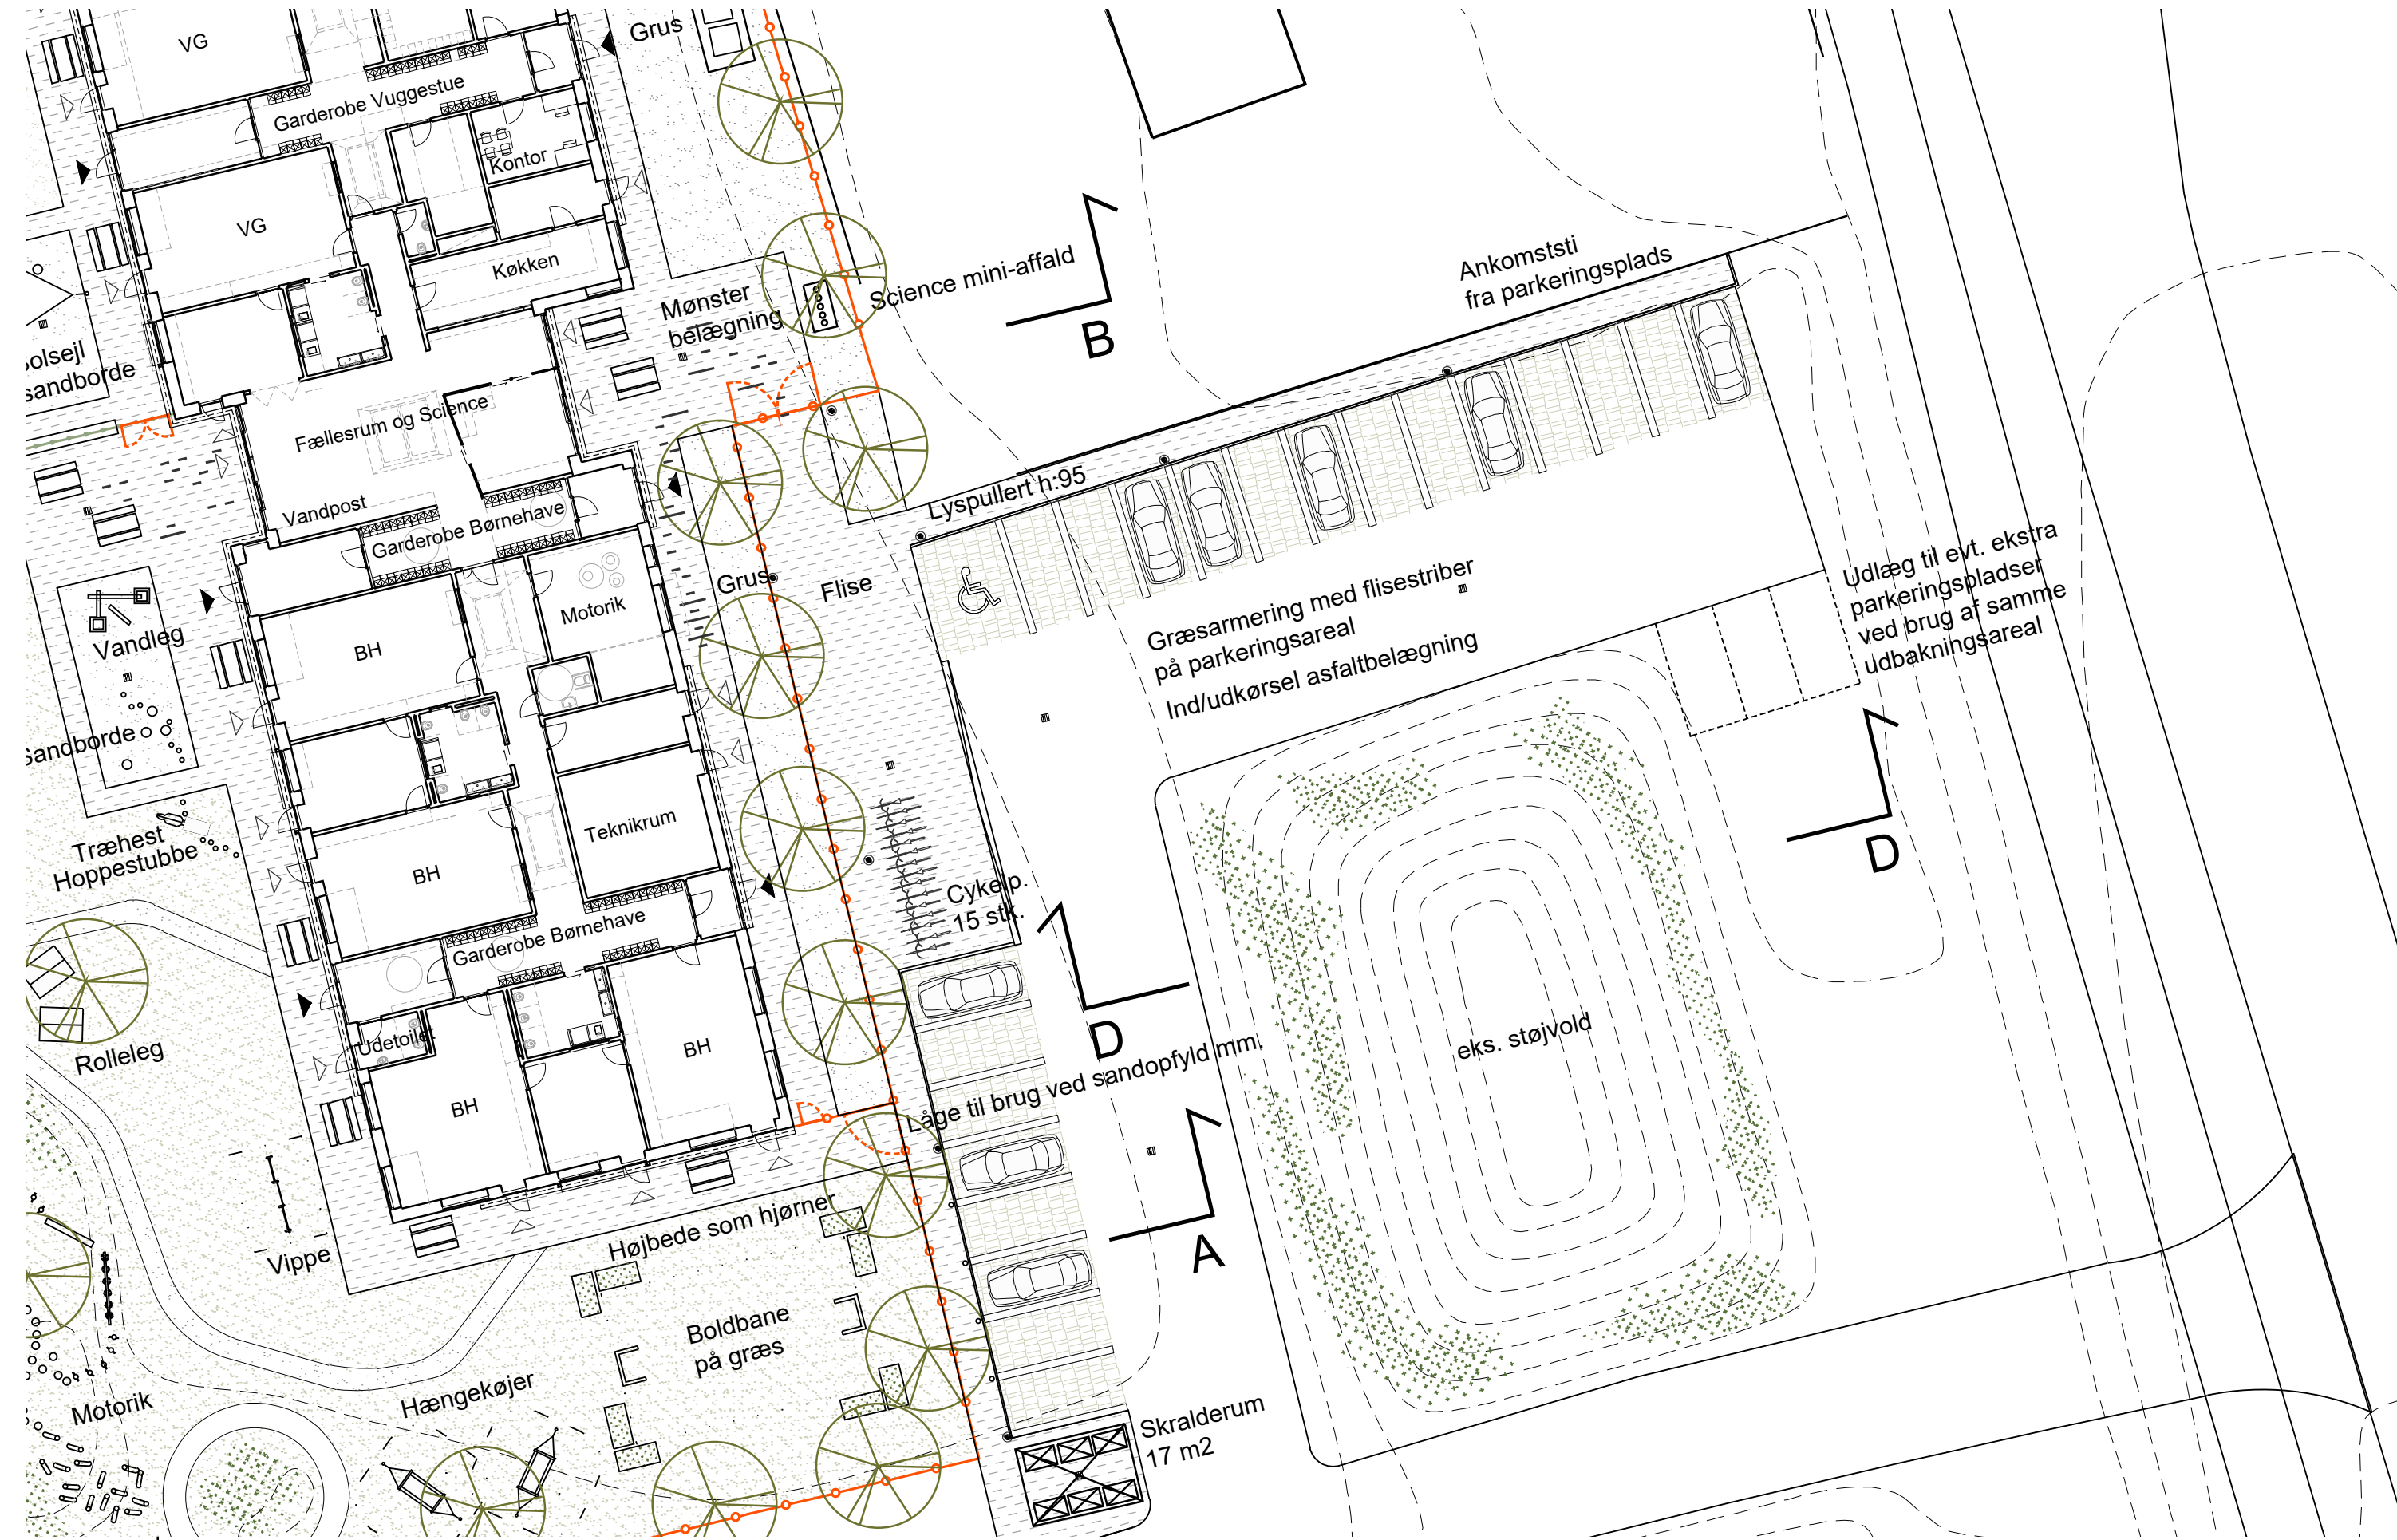 VG
Grus
Garderobe Vuggestue
Kontor
VG
Køkken
Mønster
belægning
Science mini-affald
B
Ankomststi
fra parkeringsplads
sandborde
Fællesrum og Science
Vandpost
Garderobe Børnehave
Lyspullert h:95
Motorik
Grus
Flise
Vandleg
BH
Græsarmering med flisestriber
på parkeringsareal
Ind/udkørsel asfaltbelægning
Udlæg til evt. ekstra
parkeringspladser
ved brug af samme
udbakningsareal
Sandborde
Teknikrum
Træhest
Hoppestubbe
BH
Cykelp.
15 stk.
D
Garderobe Børnehave
D
Udetoilet
BH
BH
Rolleleg
Låge til brug ved sandopfyld mm.
eks. støjvold
A
Højbede som hjørner
Vippe
Boldbane
på græs
Hængekøjer
Motorik
Skralderum
17 m2